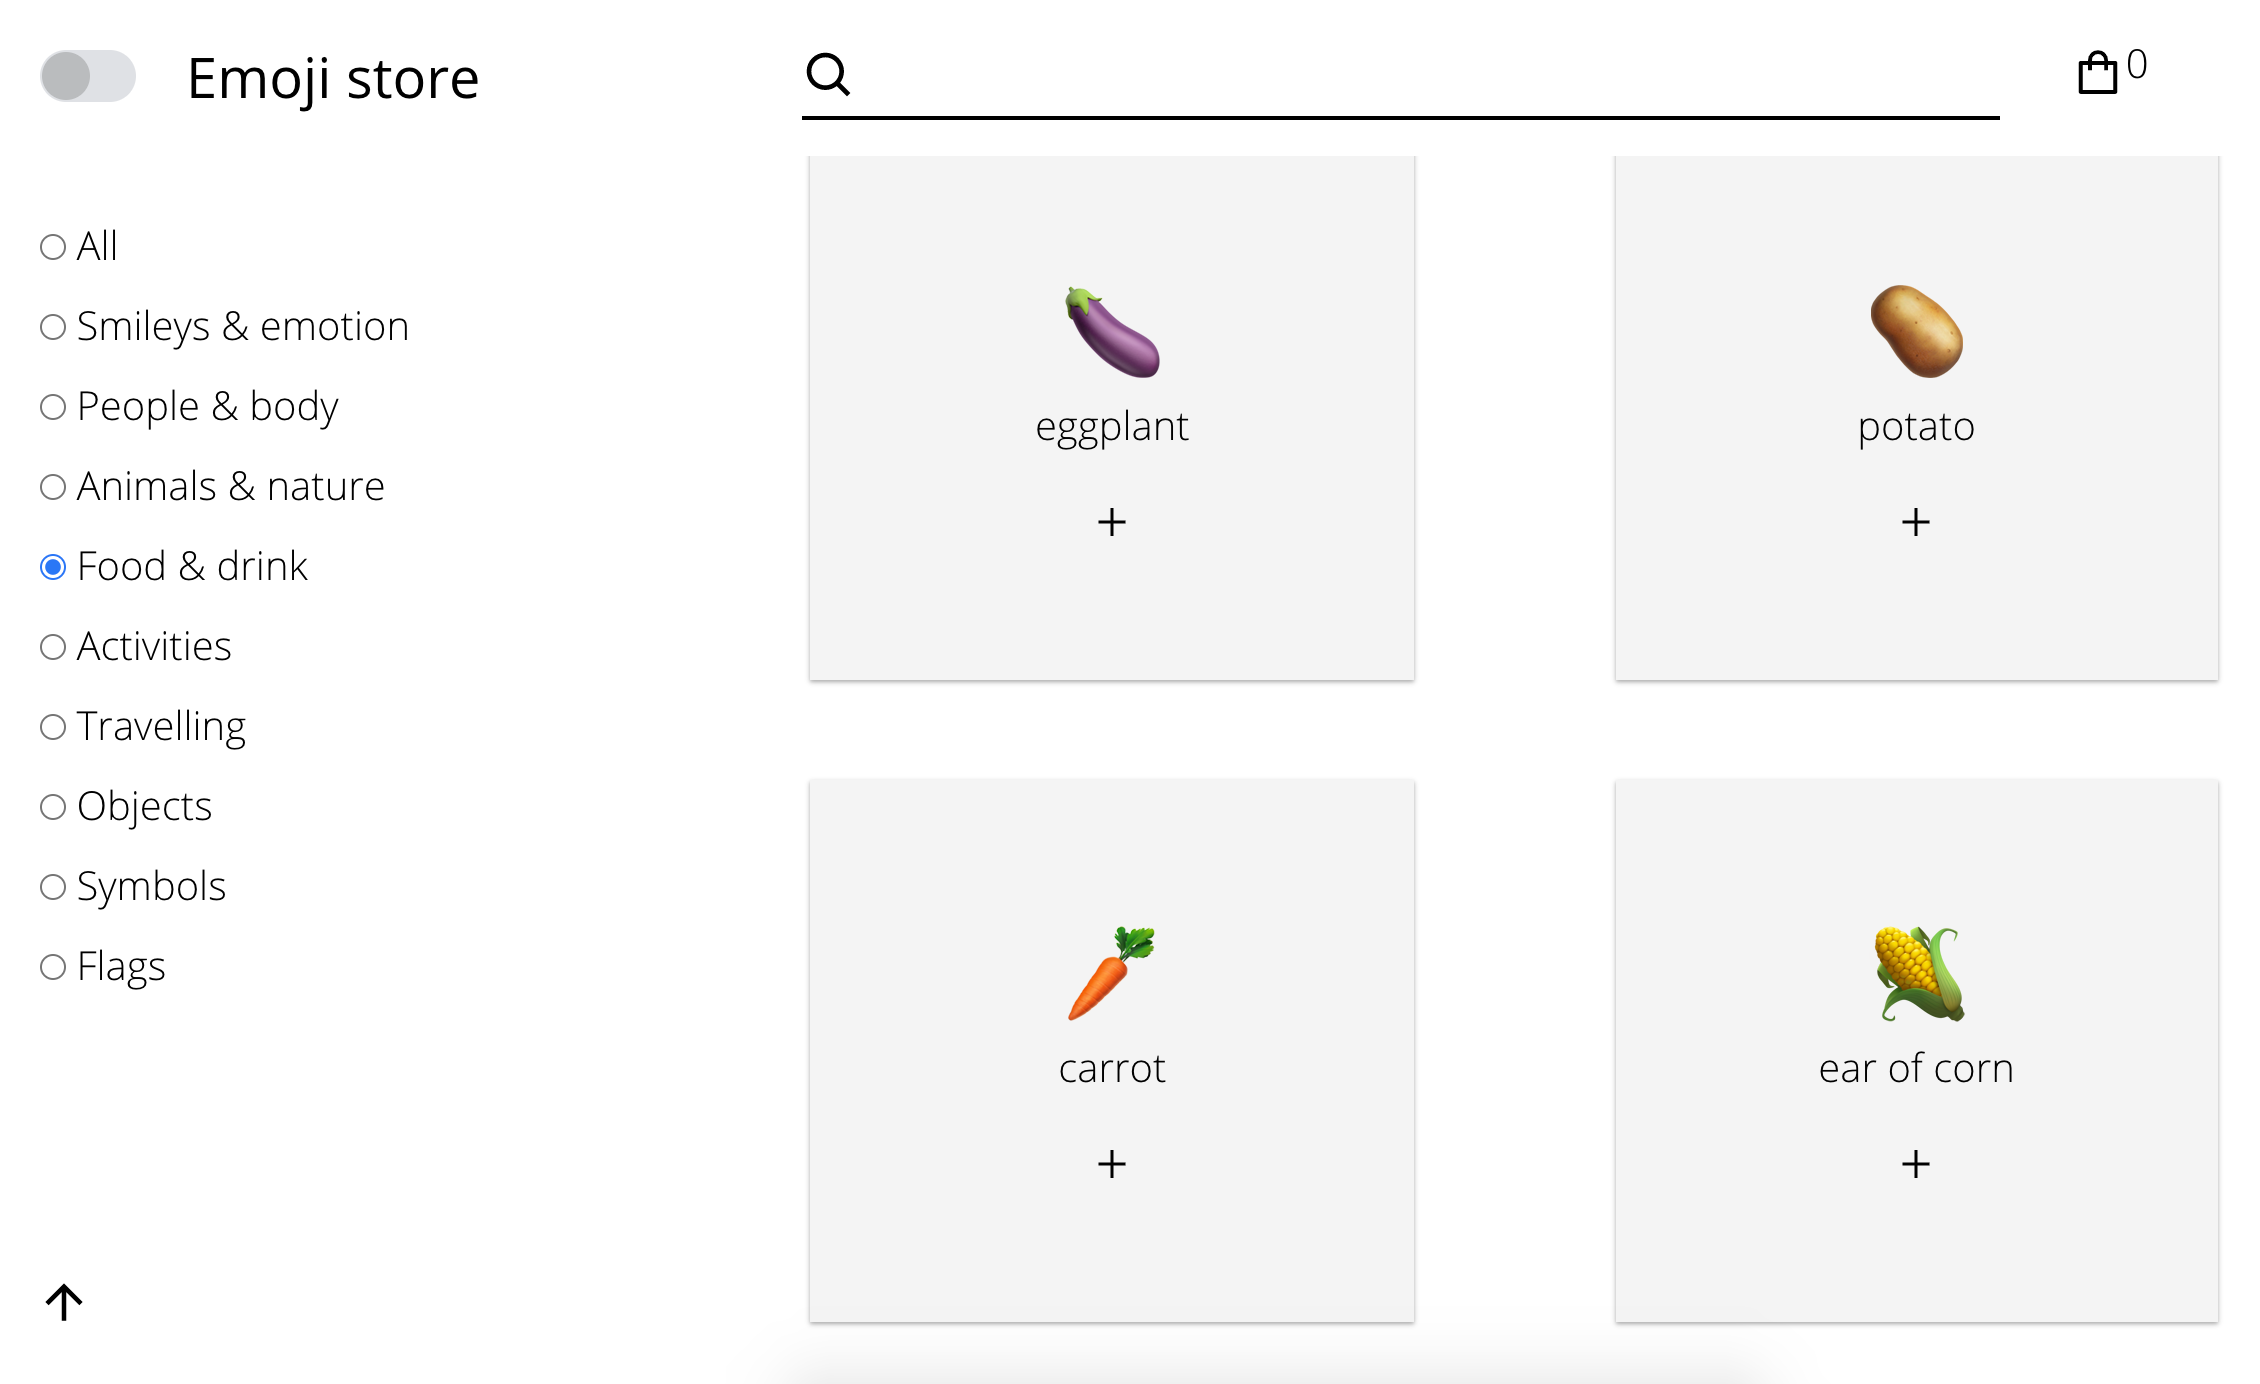 Emoji store
0
All
Smileys & emotion
People & body
Animals & nature
Food & drink
Activities
Travelling
Objects
Symbols
Flags
eggplant
+
potato
+
carrot
+
ear of corn
+